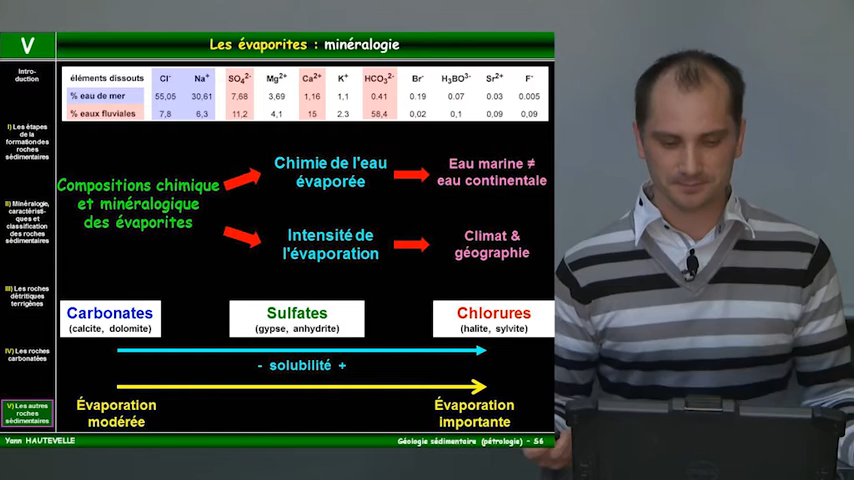 V
Les évaporites : minéralogie
Intro-
duction
I) Les étapes
de la
formation des
roches
sédimentaires
II) Minéralogie,
caractéristi-
ques et
classification
des roches
sédimentaires
III) Les roches
détritiques
terrigènes
IV) Les roches
carbonatées
V) Les autres
roches
sédimentaires
éléments dissouts Cl⁻ Na⁺ SO₄²⁻ Mg²⁺ Ca²⁺ K⁺ HCO₃²⁻ Br⁻ H₃BO³⁻ Sr²⁺ F⁻
% eau de mer 55,05 30,61 7,68 3,69 1,16 1,1 0.41 0.19 0.07 0.03 0.005
% eaux fluviales 7,8 6,3 11,2 4,1 15 2.3 58,4 0,02 0,1 0,09 0,09
Compositions chimique
et minéralogique
des évaporites
Chimie de l'eau
évaporée
Eau marine ≠
eau continentale
Intensité de
l'évaporation
Climat &
géographie
Carbonates
(calcite, dolomite)
Sulfates
(gypse, anhydrite)
Chlorures
(halite, sylvite)
- solubilité +
Évaporation
modérée
Évaporation
importante
Yann HAUTEVELLE
Géologie sédimentaire (pétrologie) - 56